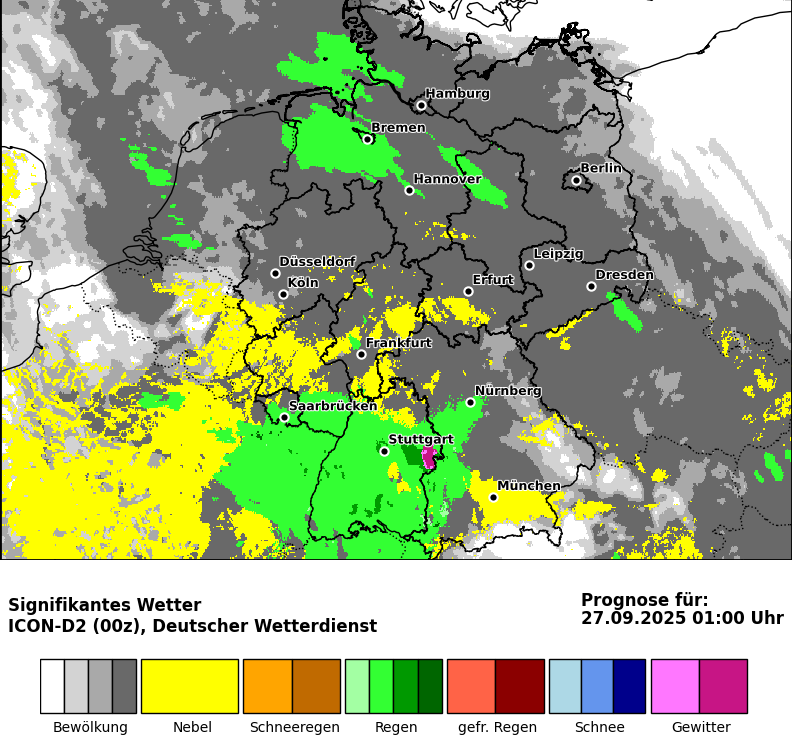 Hamburg
Bremen
Berlin
Hannover
Düsseldorf
Leipzig
Köln
Erfurt
Dresden
Frankfurt
Nürnberg
Saarbrücken
Stuttgart
München
Signifikantes Wetter
ICON-D2 (00z), Deutscher Wetterdienst
Prognose für:
27.09.2025 01:00 Uhr
Bewölkung
Nebel
Schneeregen
Regen
gefr. Regen
Schnee
Gewitter